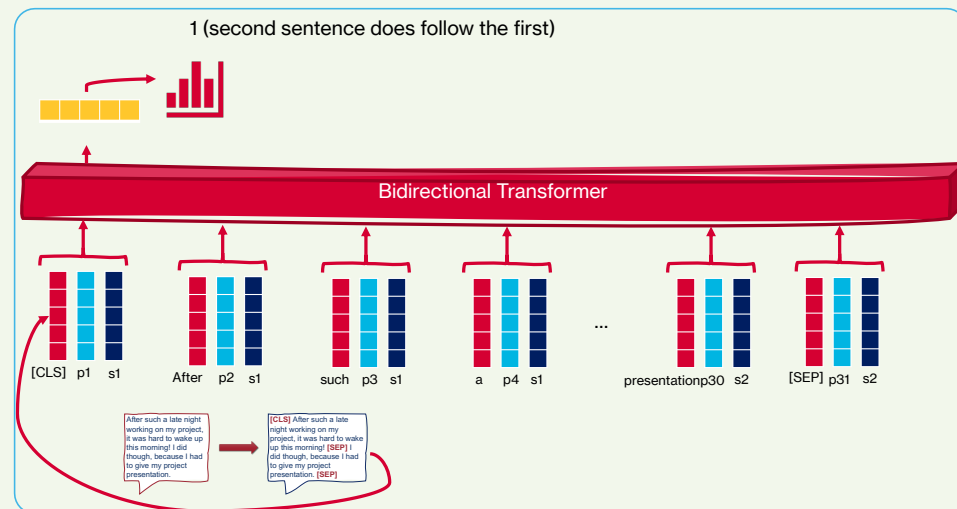 1 (second sentence does follow the first)
Bidirectional Transformer
...
[CLS] p1 s1
After p2 s1
such p3 s1
a p4 s1
presentationp30 s2
[SEP] p31 s2
After such a late night
working on my project,
it was hard to wake up
this morning! I did
though, because I had
to give my project
presentation.
[CLS] After such a late
night working on my
project, it was hard to wake
up this morning! [SEP] I
did though, because I had
to give my project
presentation. [SEP]